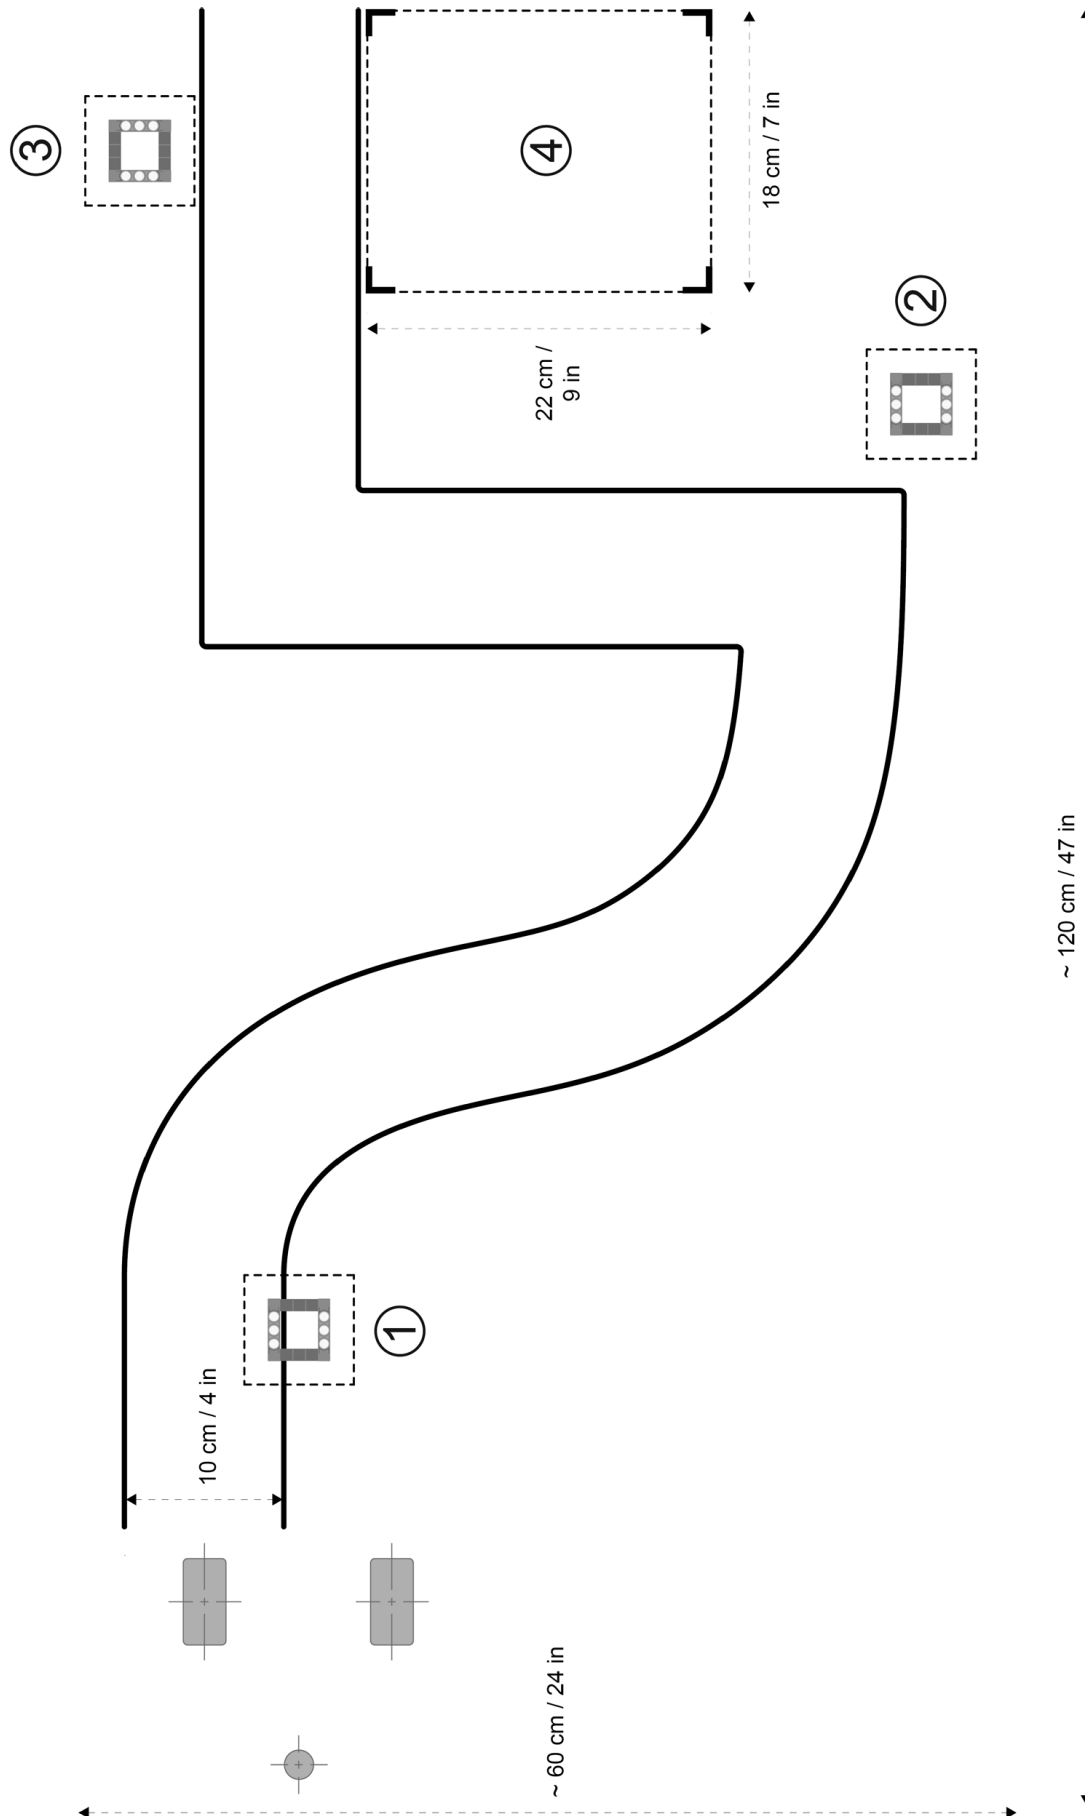 ③
④
18 cm / 7 in
②
22 cm /
9 in
~ 120 cm / 47 in
①
10 cm / 4 in
~ 60 cm / 24 in